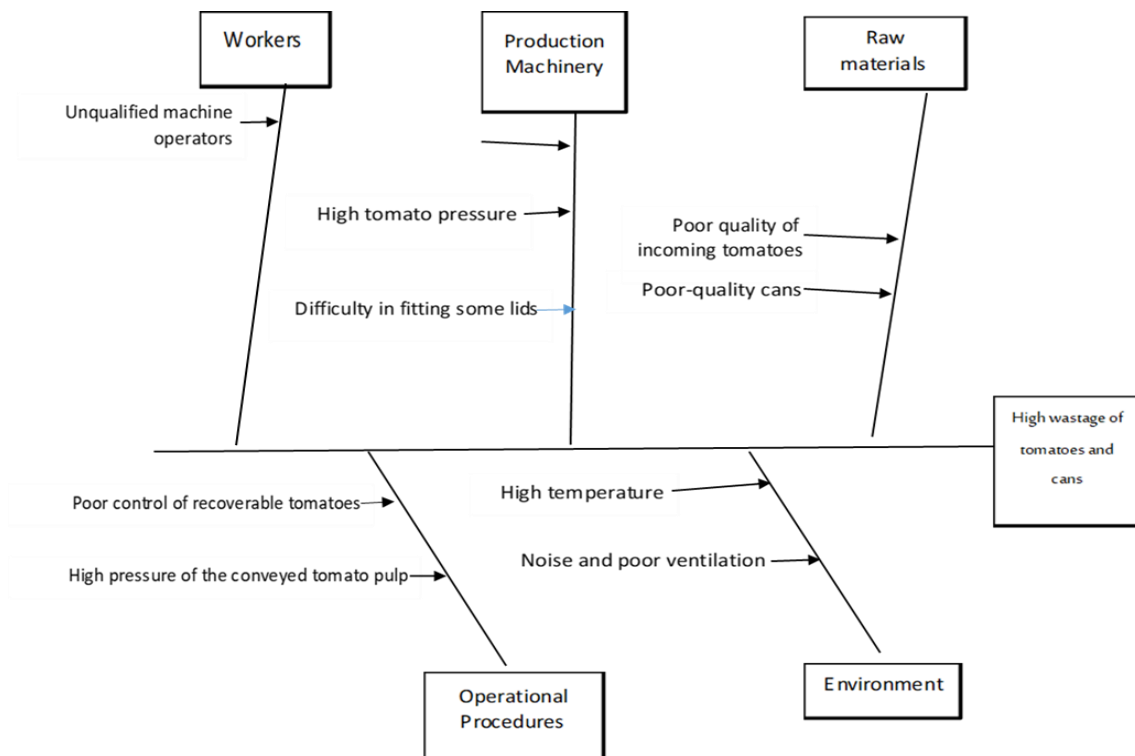 Workers
Production
Machinery
Raw
materials
Unqualified machine
operators
High tomato pressure
Poor quality of
incoming tomatoes
Poor-quality cans
Difficulty in fitting some lids
High wastage of
tomatoes and
cans
Poor control of recoverable tomatoes
High temperature
High pressure of the conveyed tomato pulp
Noise and poor ventilation
Operational
Procedures
Environment